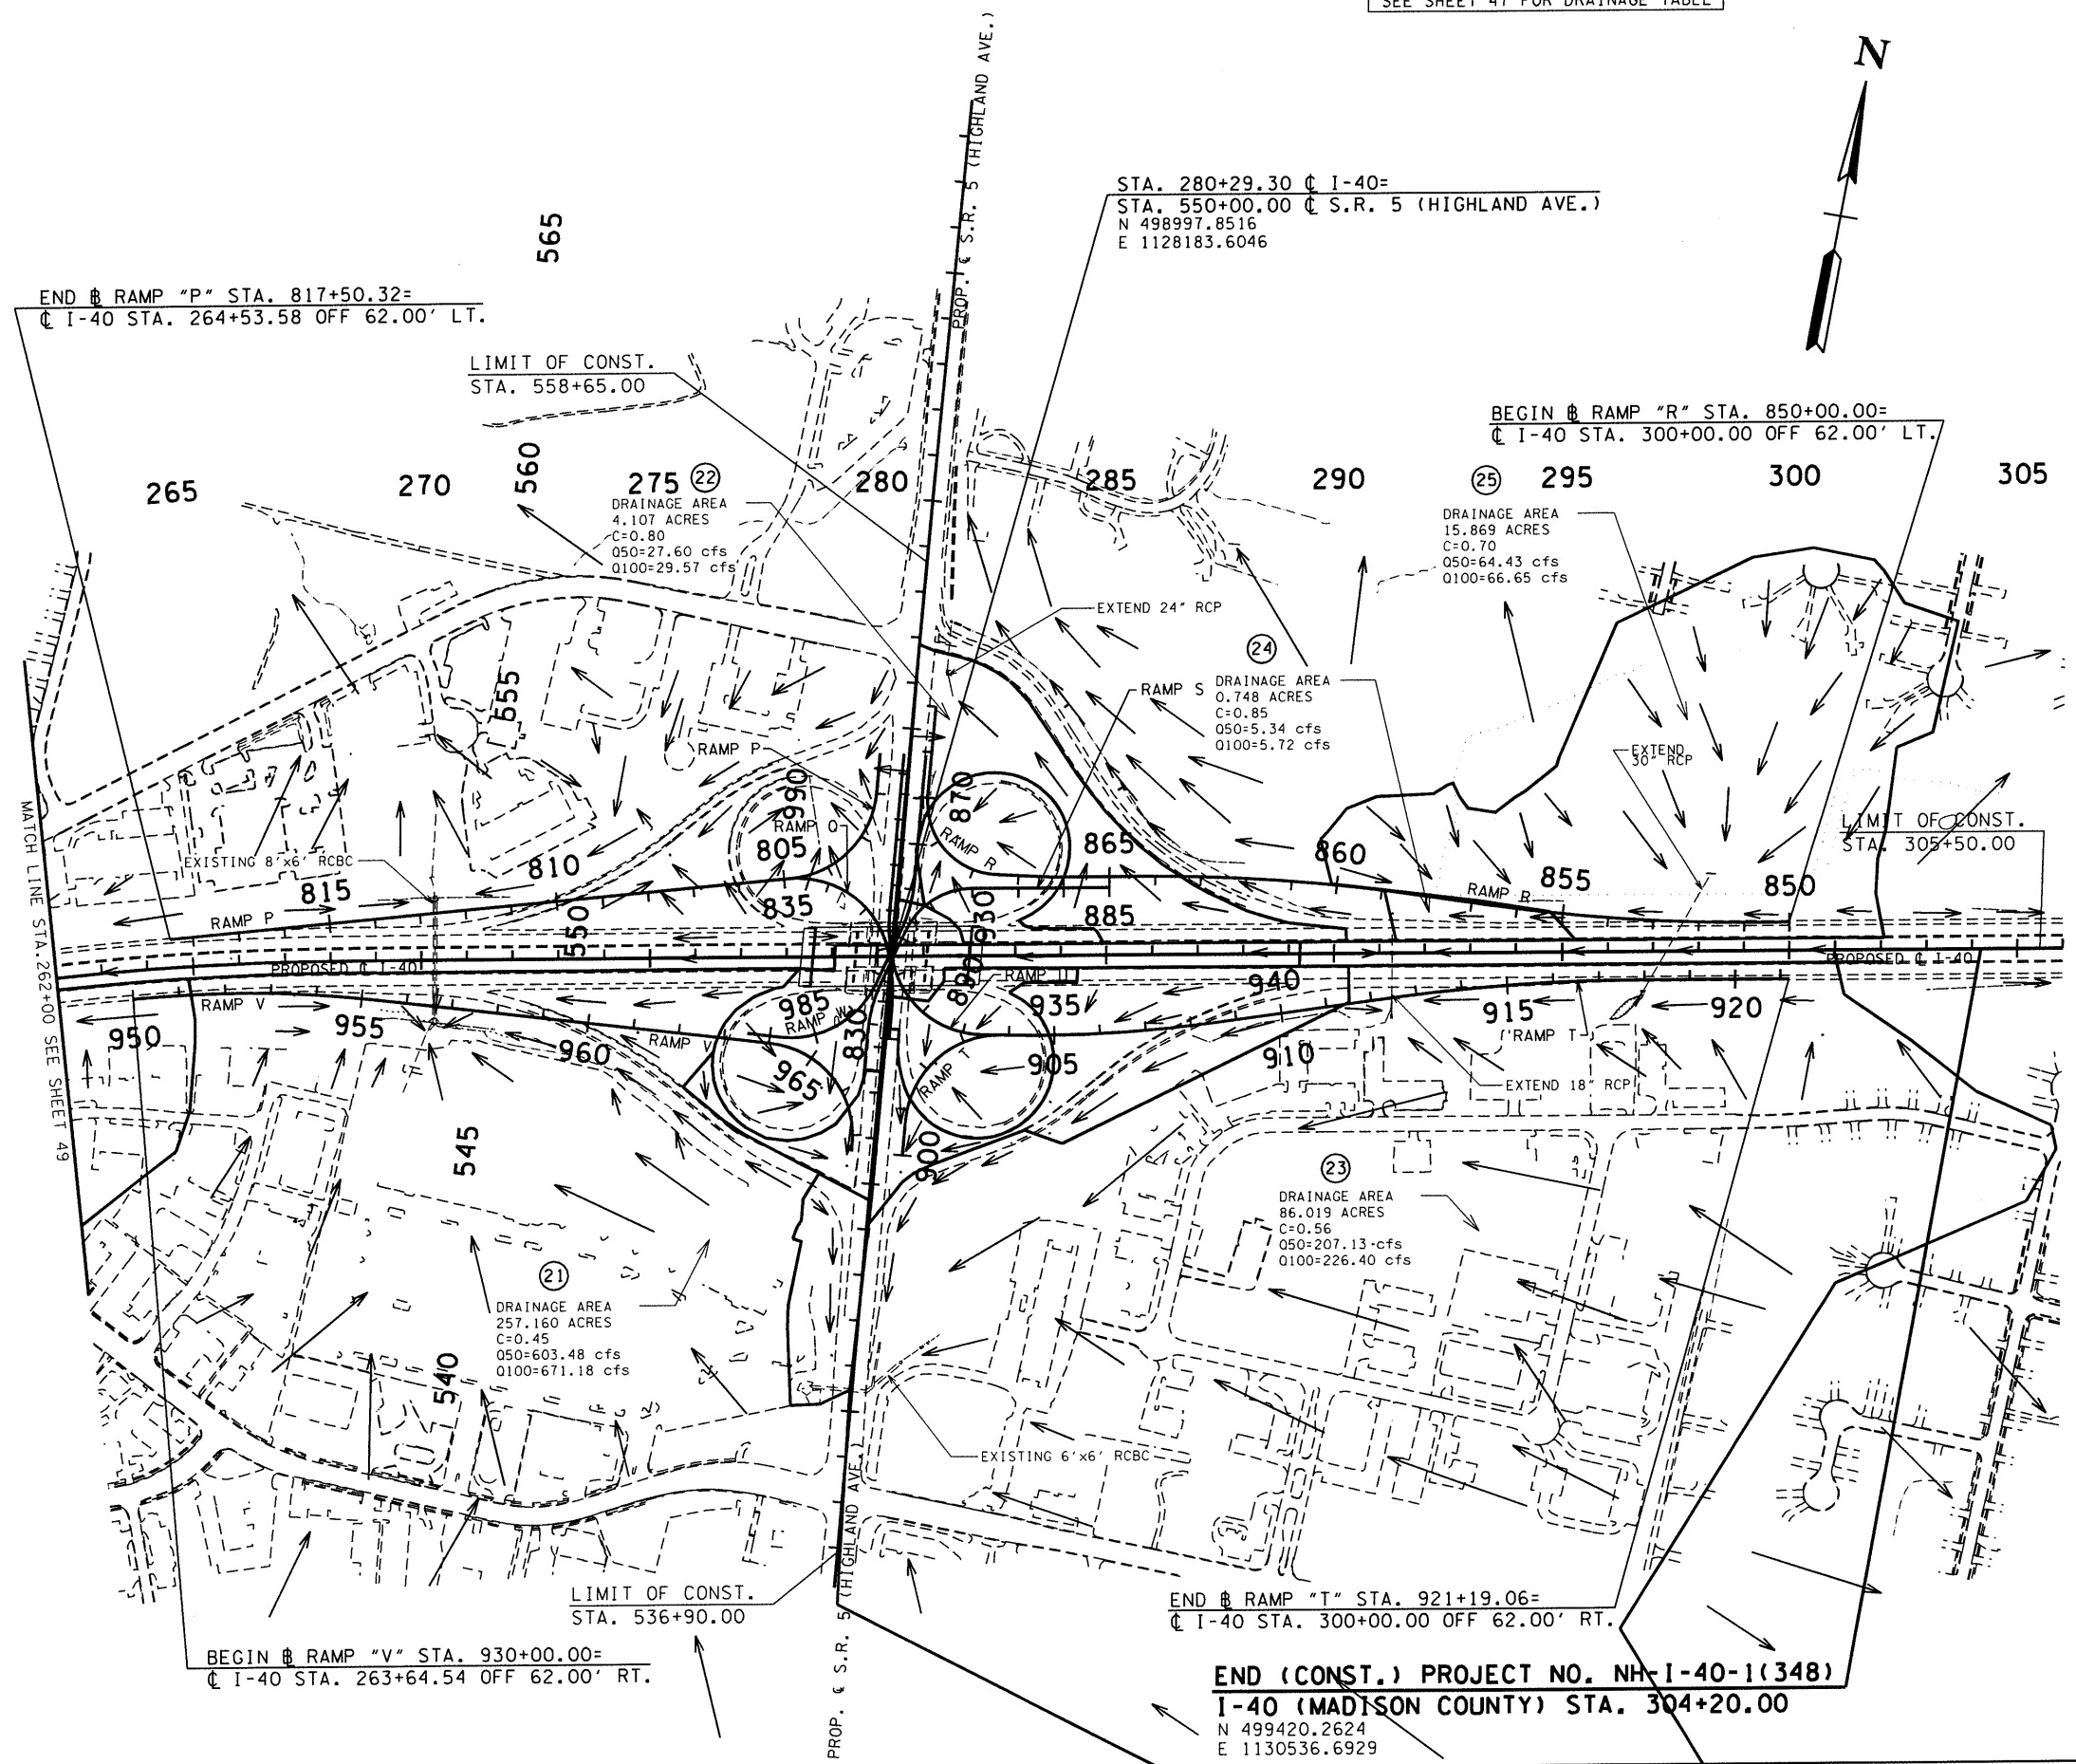 SEE SHEET 47 FOR DRAINAGE TABLE
N
PROP. ℄ S.R. 5 (HIGHLAND AVE.)
STA. 280+29.30 ℄ I-40=
STA. 550+00.00 ℄ S.R. 5 (HIGHLAND AVE.)
N 498997.8516
E 1128183.6046
565
END ⅊ RAMP "P" STA. 817+50.32=
℄ I-40 STA. 264+53.58 OFF 62.00' LT.
LIMIT OF CONST.
STA. 558+65.00
BEGIN ⅊ RAMP "R" STA. 850+00.00=
℄ I-40 STA. 300+00.00 OFF 62.00' LT.
265
270
560
275
280
285
290
295
300
305
22
DRAINAGE AREA
4.107 ACRES
C=0.80
Q50=27.60 cfs
Q100=29.57 cfs
25
DRAINAGE AREA
15.869 ACRES
C=0.70
Q50=64.43 cfs
Q100=66.65 cfs
EXTEND 24" RCP
24
DRAINAGE AREA
0.748 ACRES
C=0.85
Q50=5.34 cfs
Q100=5.72 cfs
RAMP S
555
RAMP P
EXTEND
30" RCP
990
870
RAMP Q
RAMP R
805
865
860
LIMIT OF CONST.
STA. 305+50.00
EXISTING 8'x6' RCBC
810
815
855
850
RAMP R
RAMP P
835
885
930
550
MATCH LINE STA.262+00 SEE SHEET 49
PROPOSED ℄ I-40
PROPOSED ℄ I-40
RAMP U
890
940
RAMP V
985
RAMP W
830
935
915
920
950
955
960
RAMP V
RAMP T
965
RAMP T
905
910
EXTEND 18" RCP
545
900
23
DRAINAGE AREA
86.019 ACRES
C=0.56
Q50=207.13 cfs
Q100=226.40 cfs
21
DRAINAGE AREA
257.160 ACRES
C=0.45
Q50=603.48 cfs
Q100=671.18 cfs
540
EXISTING 6'x6' RCBC
PROP. ℄ S.R. 5 (HIGHLAND AVE.)
LIMIT OF CONST.
STA. 536+90.00
END ⅊ RAMP "T" STA. 921+19.06=
℄ I-40 STA. 300+00.00 OFF 62.00' RT.
BEGIN ⅊ RAMP "V" STA. 930+00.00=
℄ I-40 STA. 263+64.54 OFF 62.00' RT.
END (CONST.) PROJECT NO. NH-I-40-1(348)
I-40 (MADISON COUNTY) STA. 304+20.00
N 499420.2624
E 1130536.6929